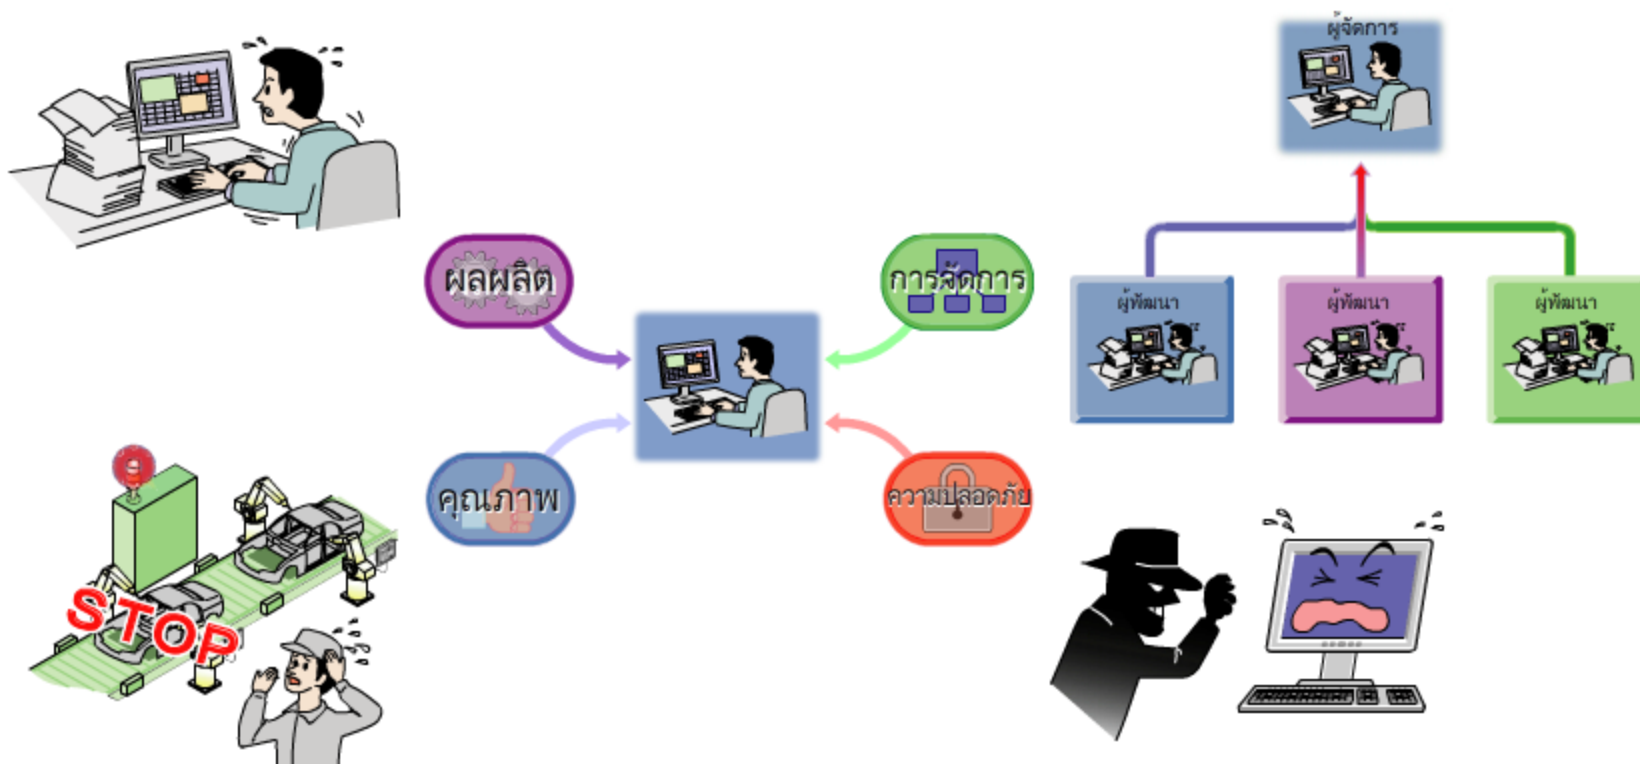 ผู้จัดการ
ผลผลิต
การจัดการ
ผู้พัฒนา
ผู้พัฒนา
ผู้พัฒนา
คุณภาพ
ความปลอดภัย
STOP